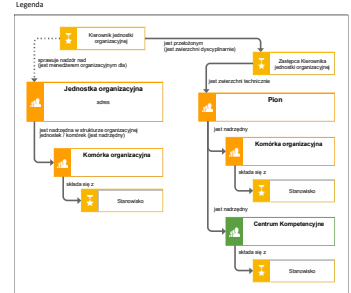 Legenda
Kierownik jednostki
organizacyjnej
jest przełożonym
(jest zwierzchni dyscyplinarnie)
sprawuje nadzór nad
(jest menedżerem organizacyjnym dla)
Zastępca Kierownika
jednostki organizacyjnej
Jednostka organizacyjna
adres
jest zwierzchni technicznie
Pion
jest nadrzędna w strukturze organizacyjnej
jednostek / komórek (jest nadrzędny)
Komórka organizacyjna
składa się z
Stanowisko
jest nadrzędny
Komórka organizacyjna
składa się z
Stanowisko
jest nadrzędny
Centrum Kompetencyjne
składa się z
Stanowisko